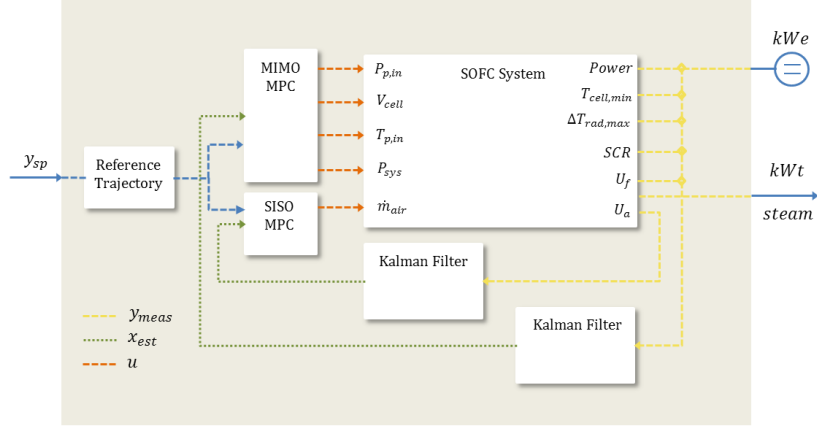 kWe
MIMO
MPC
P_{p,in}
SOFC System
Power
V_{cell}
T_{cell,min}
T_{p,in}
ΔT_{rad,max}
y_{sp}
Reference
Trajectory
SCR
P_{sys}
U_f
kWt
SISO
MPC
ṁ_{air}
U_a
steam
Kalman Filter
y_{meas}
Kalman Filter
x_{est}
u